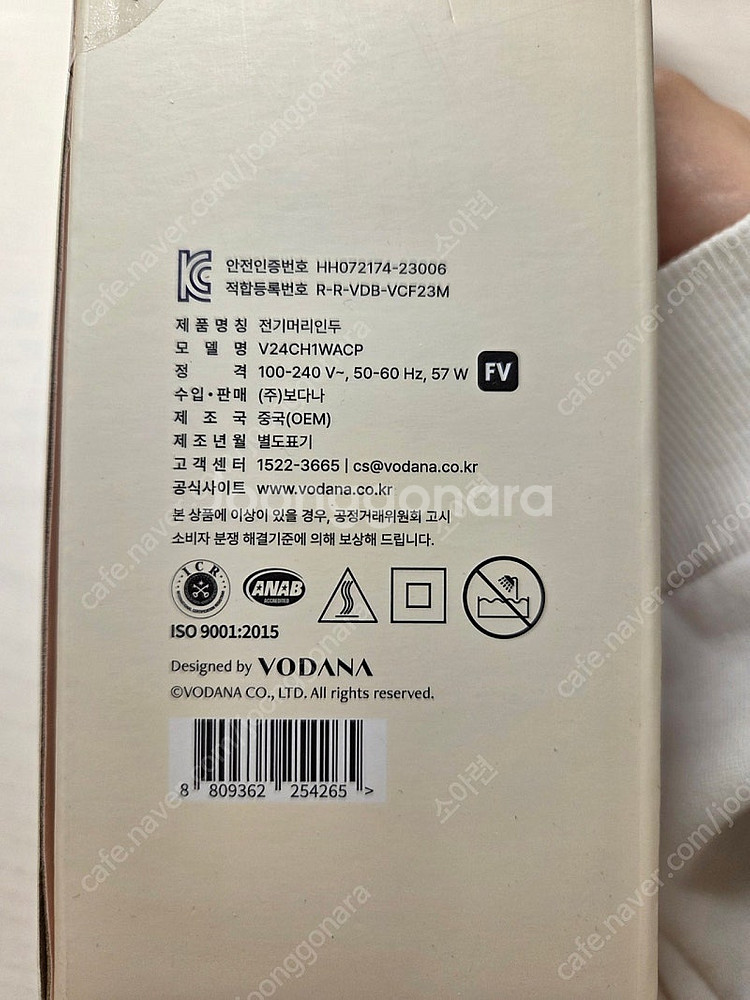 안전인증번호 HH072174-23006
적합등록번호 R-R-VDB-VCF23M
제품명칭 전기머리인두
모델명 V24CH1WACP
정격 100-240 V~, 50-60 Hz, 57 W FV
수입•판매 (주)보다나
제조국 중국(OEM)
제조년월 별도표기
고객센터 1522-3665 | cs@vodana.co.kr
공식사이트 www.vodana.co.kr
joonggonara
본 상품에 이상이 있을 경우, 공정거래위원회 고시
소비자 분쟁 해결기준에 의해 보상해 드립니다.
ICR
ANAB
ACCREDITED
ISO 9001:2015
Designed by VODANA
©VODANA CO., LTD. All rights reserved.
8 809362 254265 >
cafe.naver.com/joonggonara
소아련